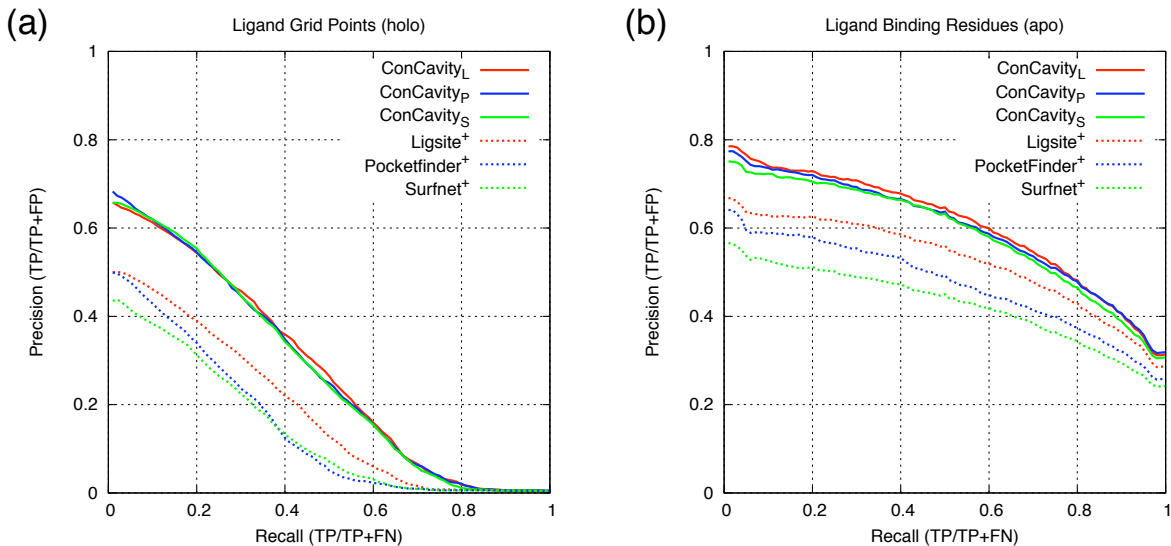 (a)
Ligand Grid Points (holo)
Precision (TP/TP+FP)
1
0.8
0.6
0.4
0.2
0
ConCavity_L
ConCavity_P
ConCavity_S
Ligsite⁺
Pocketfinder⁺
Surfnet⁺
0 0.2 0.4 0.6 0.8 1
Recall (TP/TP+FN)
(b)
Ligand Binding Residues (apo)
Precision (TP/TP+FP)
1
0.8
0.6
0.4
0.2
0
ConCavity_L
ConCavity_P
ConCavity_S
Ligsite⁺
PocketFinder⁺
Surfnet⁺
0 0.2 0.4 0.6 0.8 1
Recall (TP/TP+FN)